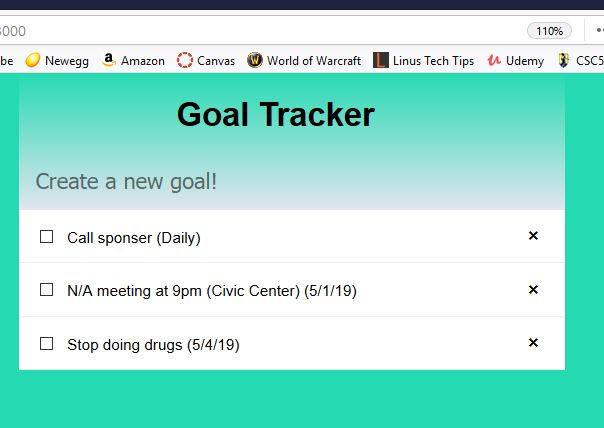 3000
110%
be Newegg Amazon Canvas World of Warcraft Linus Tech Tips Udemy CSC5
Goal Tracker
Create a new goal!
Call sponser (Daily)
N/A meeting at 9pm (Civic Center) (5/1/19)
Stop doing drugs (5/4/19)